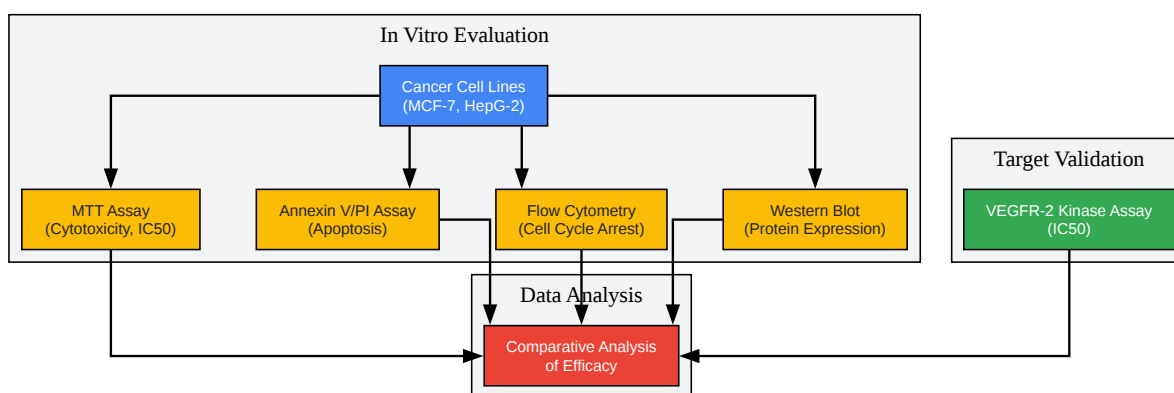 In Vitro Evaluation
Cancer Cell Lines
(MCF-7, HepG-2)
Target Validation
MTT Assay
(Cytotoxicity, IC50)
Annexin V/PI Assay
(Apoptosis)
Flow Cytometry
(Cell Cycle Arrest)
Western Blot
(Protein Expression)
VEGFR-2 Kinase Assay
(IC50)
Data Analysis
Comparative Analysis
of Efficacy